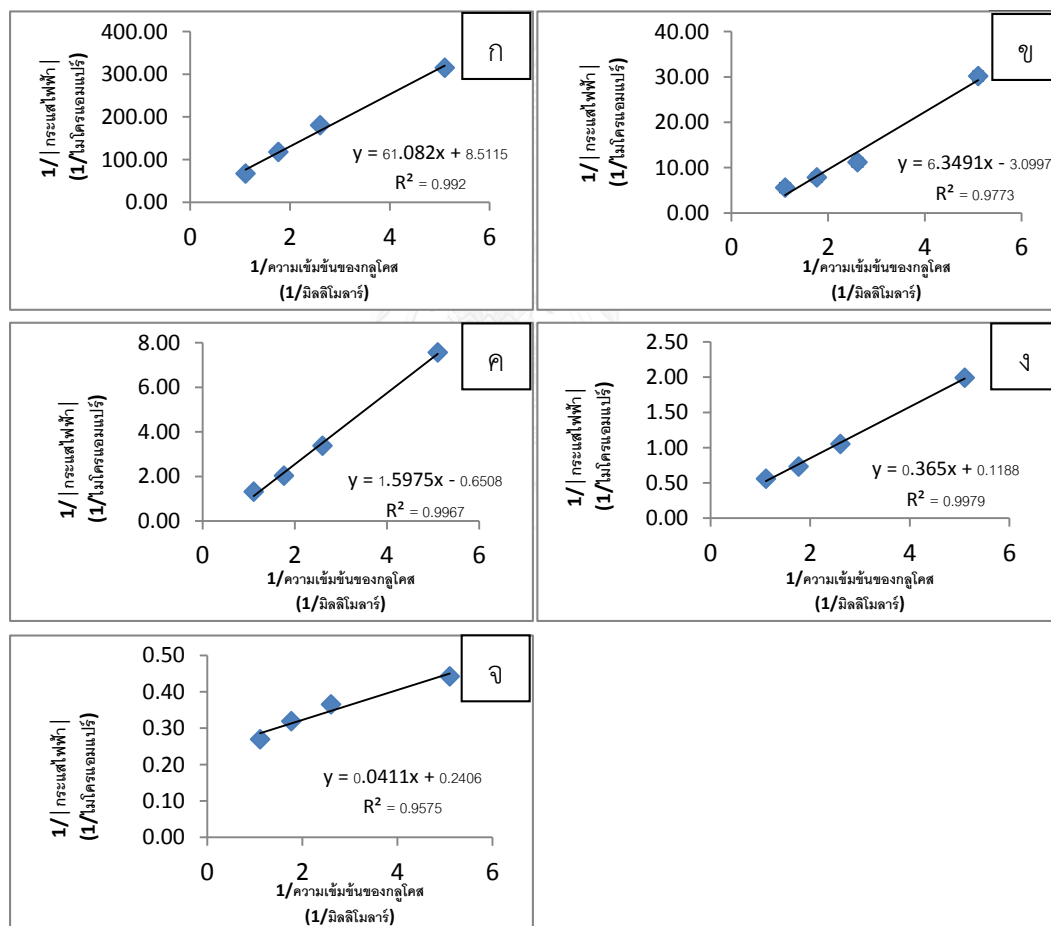 ก
400.00
300.00
200.00
100.00
0.00
1/|กระแสไฟฟ้า|
(1/ไมโครแอมแปร์)
y = 61.082x + 8.5115
R² = 0.992
0 2 4 6
1/ความเข้มข้นของกลูโคส
(1/มิลลิโมลาร์)
ข
40.00
30.00
20.00
10.00
0.00
1/|กระแสไฟฟ้า|
(1/ไมโครแอมแปร์)
y = 6.3491x - 3.0997
R² = 0.9773
0 2 4 6
1/ความเข้มข้นของกลูโคส
(1/มิลลิโมลาร์)
ค
8.00
6.00
4.00
2.00
0.00
1/|กระแสไฟฟ้า|
(1/ไมโครแอมแปร์)
y = 1.5975x - 0.6508
R² = 0.9967
0 2 4 6
1/ความเข้มข้นของกลูโคส
(1/มิลลิโมลาร์)
ง
2.50
2.00
1.50
1.00
0.50
0.00
1/|กระแสไฟฟ้า|
(1/ไมโครแอมแปร์)
y = 0.365x + 0.1188
R² = 0.9979
0 2 4 6
1/ความเข้มข้นของกลูโคส
(1/มิลลิโมลาร์)
จ
0.50
0.40
0.30
0.20
0.10
0.00
1/|กระแสไฟฟ้า|
(1/ไมโครแอมแปร์)
y = 0.0411x + 0.2406
R² = 0.9575
0 2 4 6
1/ความเข้มข้นของกลูโคส
(1/มิลลิโมลาร์)